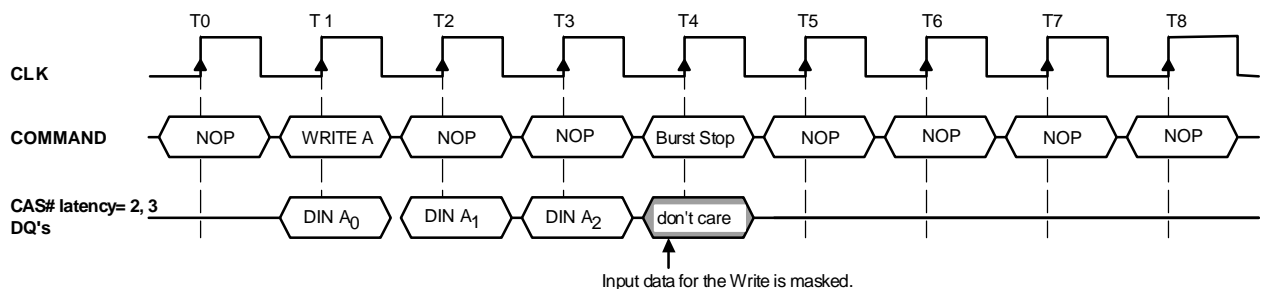 T0 T1 T2 T3 T4 T5 T6 T7 T8
CLK
COMMAND NOP WRITE A NOP NOP Burst Stop NOP NOP NOP NOP
CAS# latency= 2, 3
DQ's DIN A0 DIN A1 DIN A2 don't care
Input data for the Write is masked.